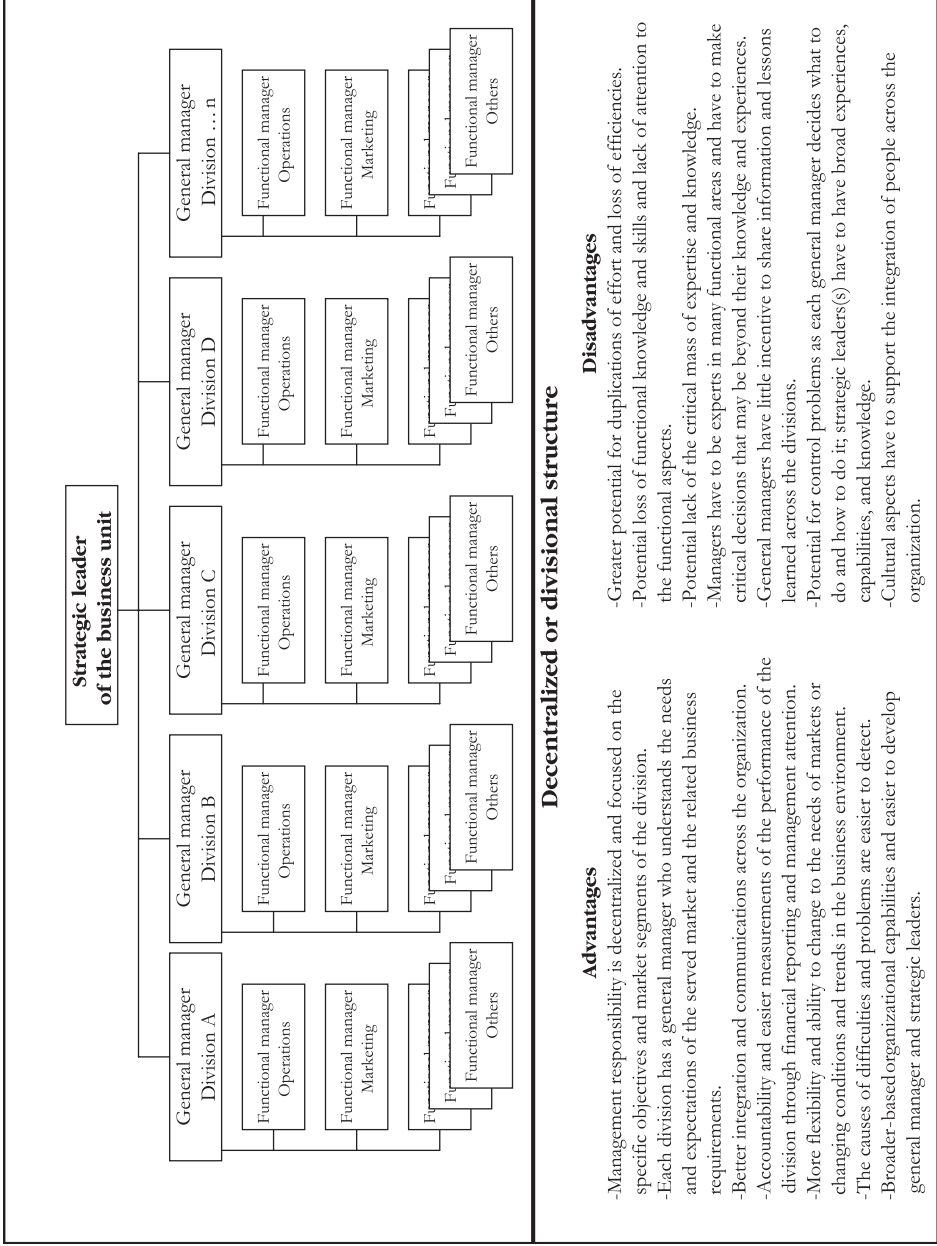 Strategic leader
of the business unit
General manager
Division A
Functional manager
Operations
Functional manager
Marketing
Functional manager
Others
General manager
Division B
Functional manager
Operations
Functional manager
Marketing
Functional manager
Others
General manager
Division C
Functional manager
Operations
Functional manager
Marketing
Functional manager
Others
General manager
Division D
Functional manager
Operations
Functional manager
Marketing
Functional manager
Others
General manager
Division …n
Functional manager
Operations
Functional manager
Marketing
Functional manager
Others
Decentralized or divisional structure
Advantages
-Management responsibility is decentralized and focused on the
specific objectives and market segments of the division.
-Each division has a general manager who understands the needs
and expectations of the served market and the related business
requirements.
-Better integration and communications across the organization.
-Accountability and easier measurements of the performance of the
division through financial reporting and management attention.
-More flexibility and ability to change to the needs of markets or
changing conditions and trends in the business environment.
-The causes of difficulties and problems are easier to detect.
-Broader-based organizational capabilities and easier to develop
general manager and strategic leaders.
Disadvantages
-Greater potential for duplications of effort and loss of efficiencies.
-Potential loss of functional knowledge and skills and lack of attention to
the functional aspects.
-Potential lack of the critical mass of expertise and knowledge.
-Managers have to be experts in many functional areas and have to make
critical decisions that may be beyond their knowledge and experiences.
-General managers have little incentive to share information and lessons
learned across the divisions.
-Potential for control problems as each general manager decides what to
do and how to do it; strategic leaders(s) have to have broad experiences,
capabilities, and knowledge.
-Cultural aspects have to support the integration of people across the
organization.